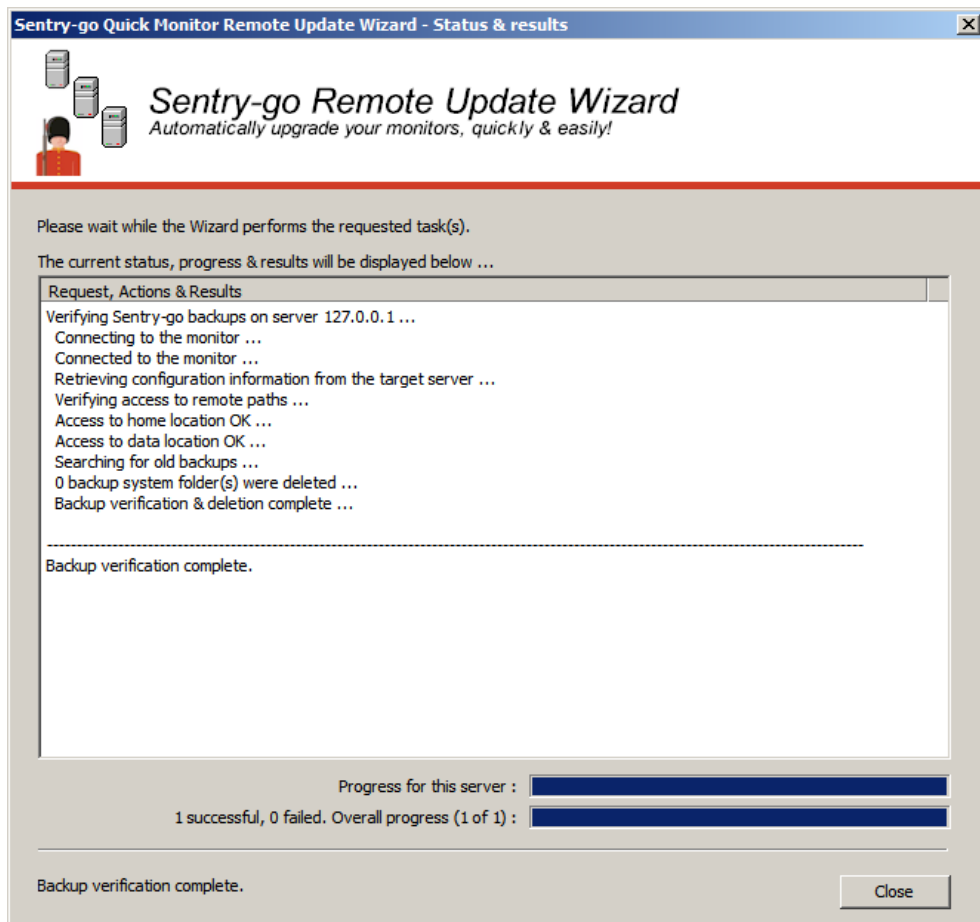 Sentry-go Quick Monitor Remote Update Wizard - Status & results
Sentry-go Remote Update Wizard
Automatically upgrade your monitors, quickly & easily!
Please wait while the Wizard performs the requested task(s).
The current status, progress & results will be displayed below ...
Request, Actions & Results
Verifying Sentry-go backups on server 127.0.0.1 ...
Connecting to the monitor ...
Connected to the monitor ...
Retrieving configuration information from the target server ...
Verifying access to remote paths ...
Access to home location OK ...
Access to data location OK ...
Searching for old backups ...
0 backup system folder(s) were deleted ...
Backup verification & deletion complete ...
Backup verification complete.
Progress for this server :
1 successful, 0 failed. Overall progress (1 of 1) :
Backup verification complete.
Close